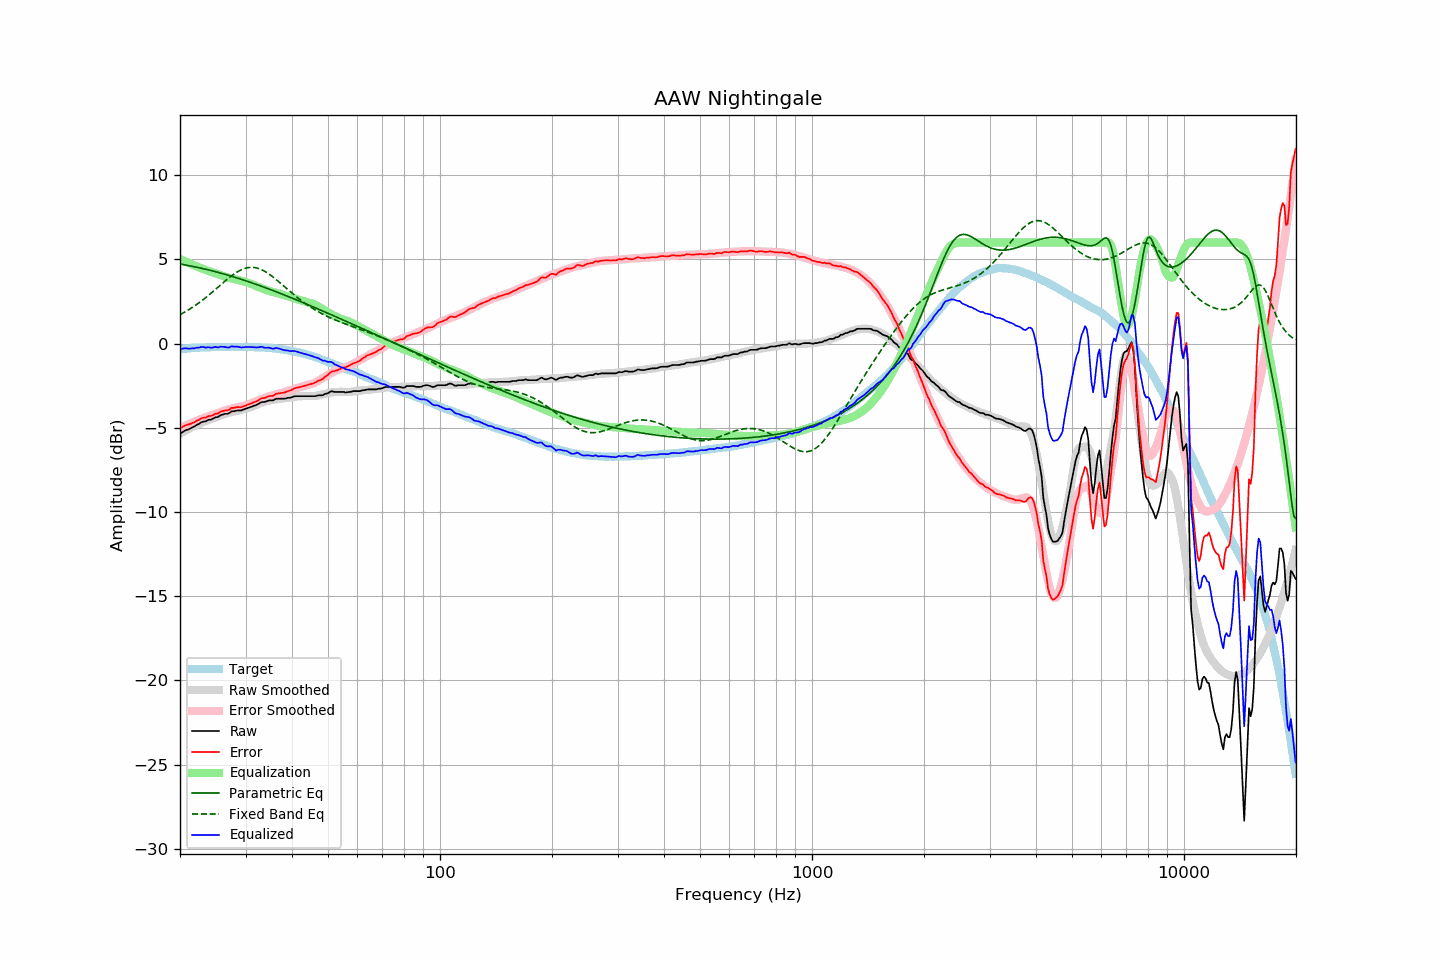 AAW Nightingale
Amplitude (dBr)
10
5
0
−5
−10
−15
−20
−25
−30
Target
Raw Smoothed
Error Smoothed
Raw
Error
Equalization
Parametric Eq
Fixed Band Eq
Equalized
100
1000
10000
Frequency (Hz)